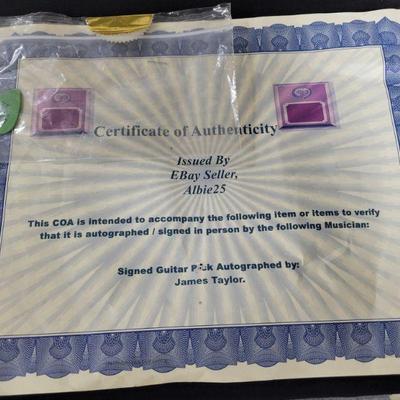 Certificate of Authenticity
Issued By
EBay Seller,
Albie25
This COA is intended to accompany the following item or items to verify
that it is autographed / signed in person by the following Musician:
Signed Guitar Pick Autographed by:
James Taylor.